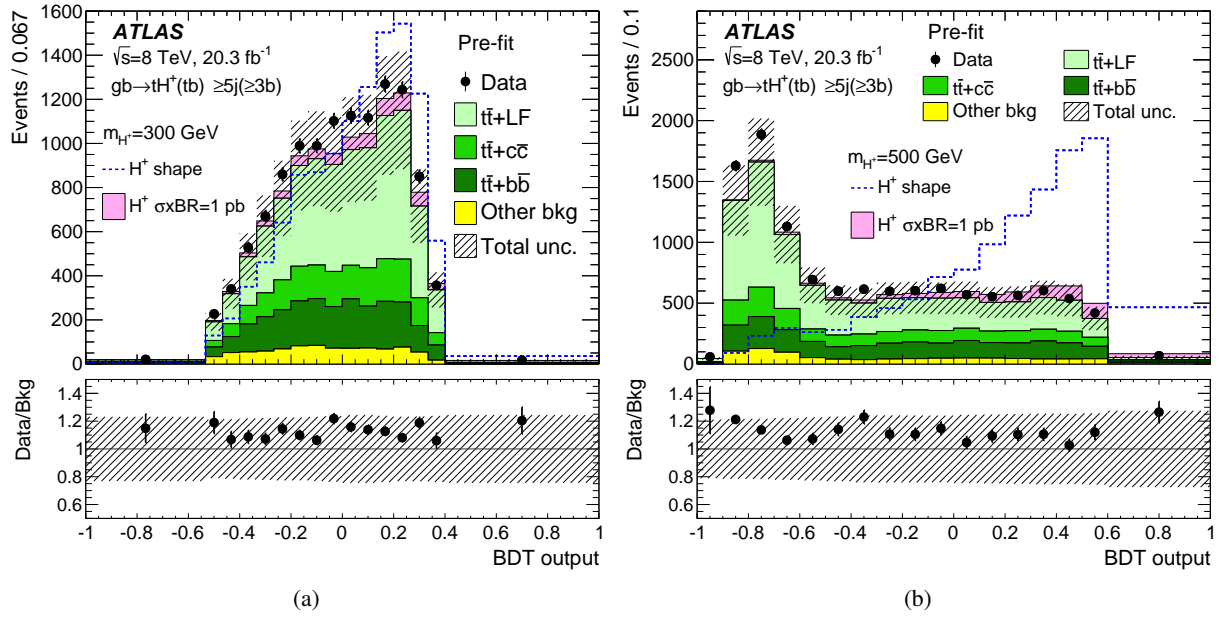 Events / 0.067
1600
1400
1200
1000
800
600
400
200
0
ATLAS
√s=8 TeV, 20.3 fb⁻¹
gb→tH⁺(tb) ≥5j(≥3b)
m_H⁺=300 GeV
H⁺ shape
H⁺ σxBR=1 pb
Pre-fit
Data
tt̄+LF
tt̄+cc̄
tt̄+bb̄
Other bkg
Total unc.
Data/Bkg
1.4
1.2
1
0.8
0.6
-1 -0.8 -0.6 -0.4 -0.2 0 0.2 0.4 0.6 0.8 1
BDT output
(a)
Events / 0.1
2500
2000
1500
1000
500
0
ATLAS
√s=8 TeV, 20.3 fb⁻¹
gb→tH⁺(tb) ≥5j(≥3b)
Pre-fit
Data
tt̄+LF
tt̄+cc̄
tt̄+bb̄
Other bkg
Total unc.
m_H⁺=500 GeV
H⁺ shape
H⁺ σxBR=1 pb
Data/Bkg
1.4
1.2
1
0.8
0.6
-1 -0.8 -0.6 -0.4 -0.2 0 0.2 0.4 0.6 0.8 1
BDT output
(b)